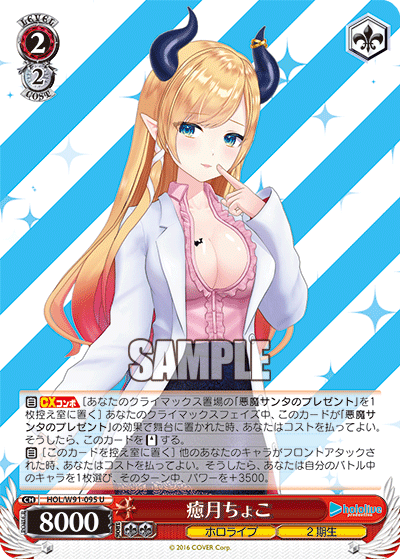 LEVEL
2
2
COST
SAMPLE
自 CXコンボ [あなたのクライマックス置場の「悪魔サンタのプレゼント」を1
枚控え室に置く] あなたのクライマックスフェイズ中、このカードが「悪魔サ
ンタのプレゼント」の効果で舞台に置かれた時、あなたはコストを払ってよい。
そうしたら、このカードを
する。
自 [このカードを控え室に置く] 他のあなたのキャラがフロントアタック
された時、あなたはコストを払ってよい。そうしたら、あなたは自分のバトル中
のキャラを1枚選び、そのターン中、パワーを+3000。
CH HOL/W91-095 U
8000
癒月ちょこ
hololive
ホロライブ
2期生
© 2016 COVER Corp.